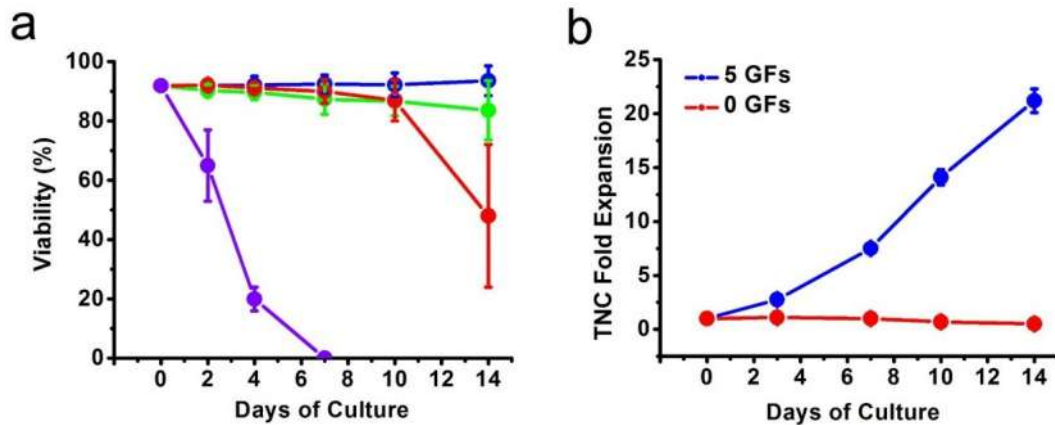 a
100
80
60
40
20
0
Viability (%)
0 2 4 6 8 10 12 14
Days of Culture
b
5 GFs
0 GFs
20
15
10
5
0
TNC Fold Expansion
0 2 4 6 8 10 12 14
Days of Culture